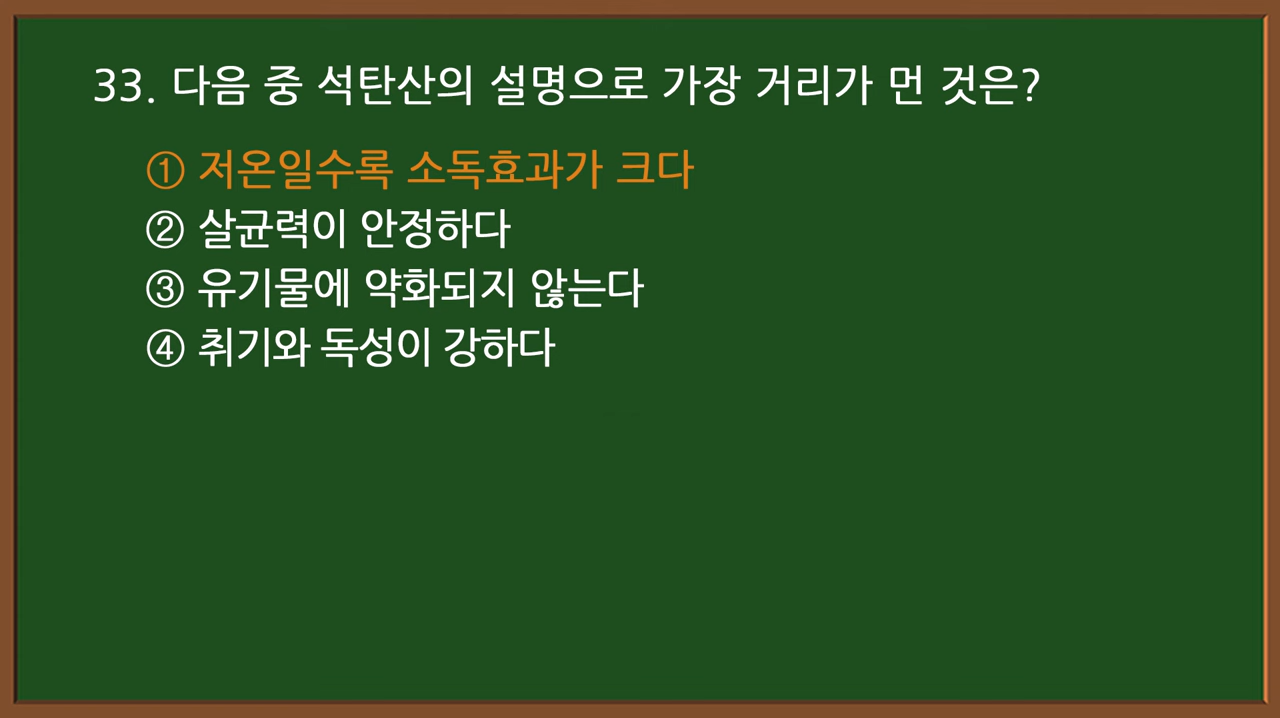 33. 다음 중 석탄산의 설명으로 가장 거리가 먼 것은?
① 저온일수록 소독효과가 크다
② 살균력이 안정하다
③ 유기물에 약화되지 않는다
④ 취기와 독성이 강하다